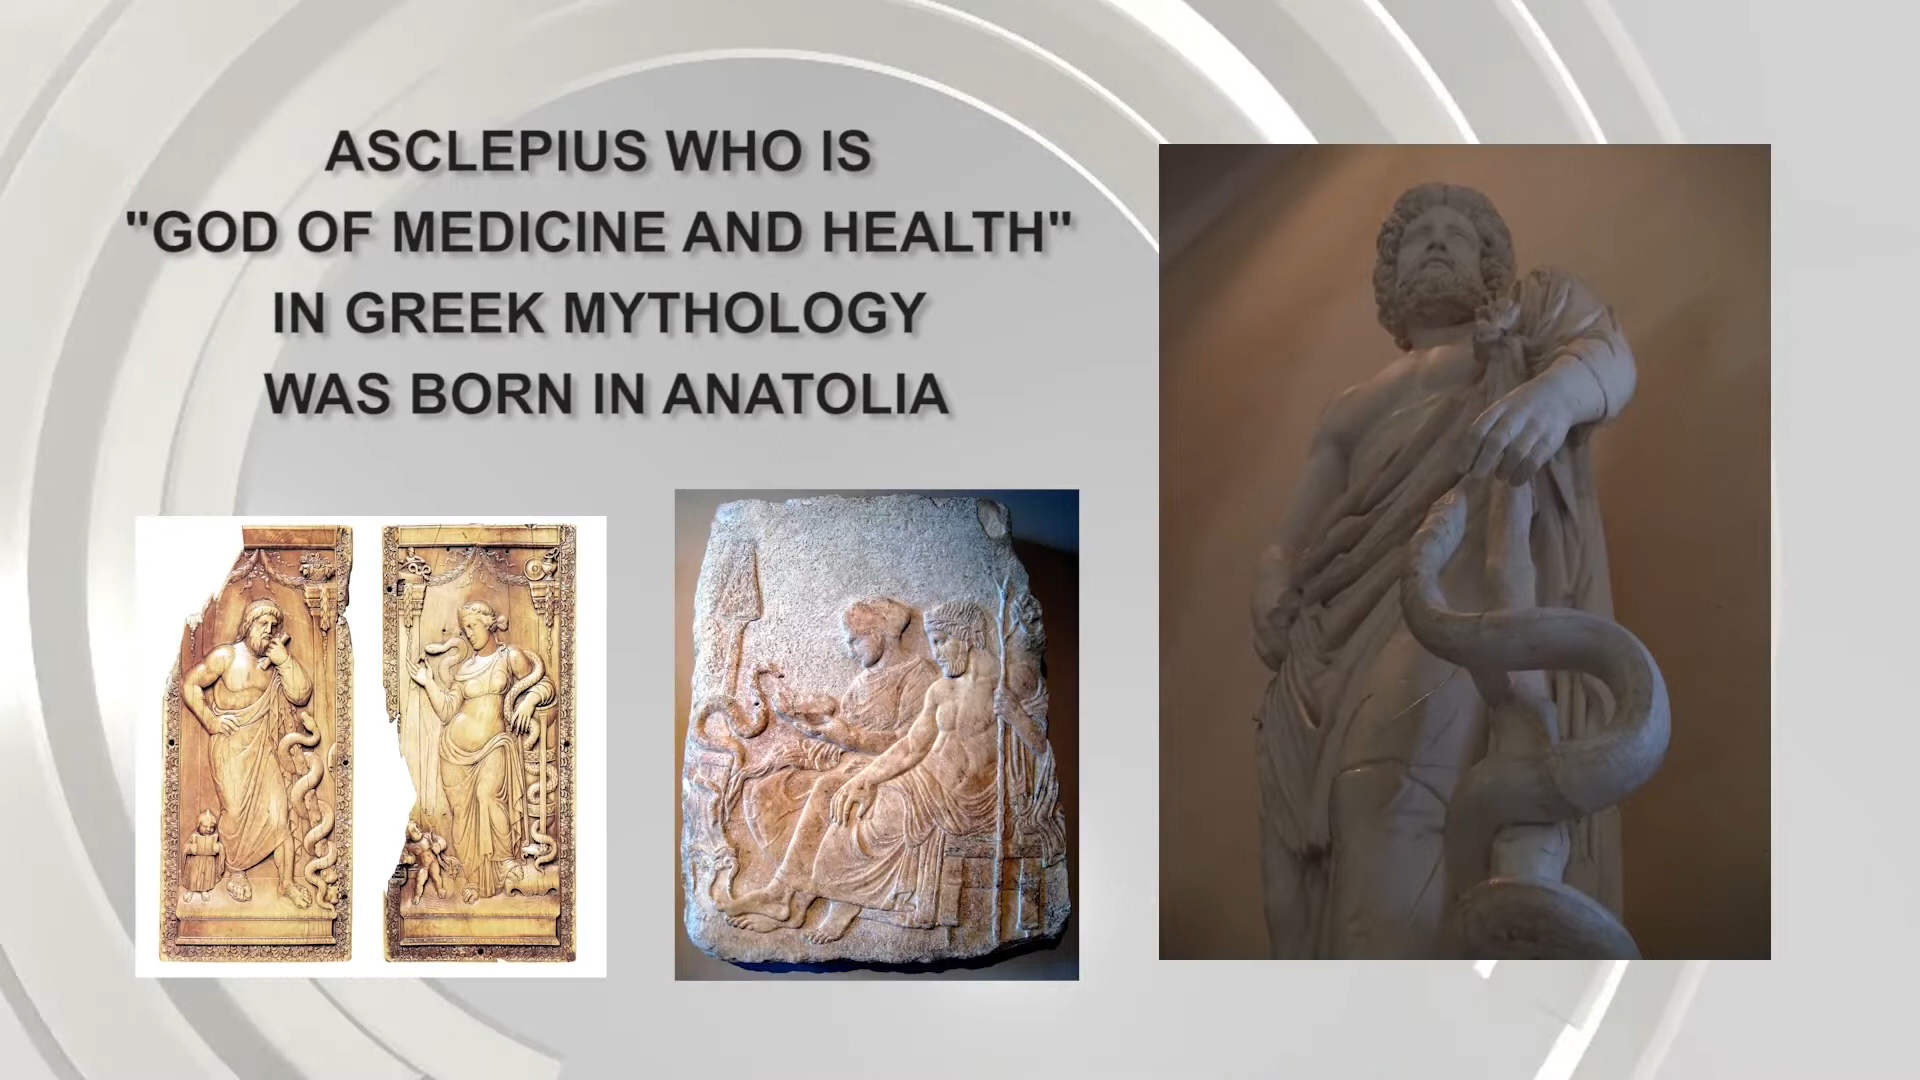 ASCLEPIUS WHO IS
"GOD OF MEDICINE AND HEALTH"
IN GREEK MYTHOLOGY
WAS BORN IN ANATOLIA